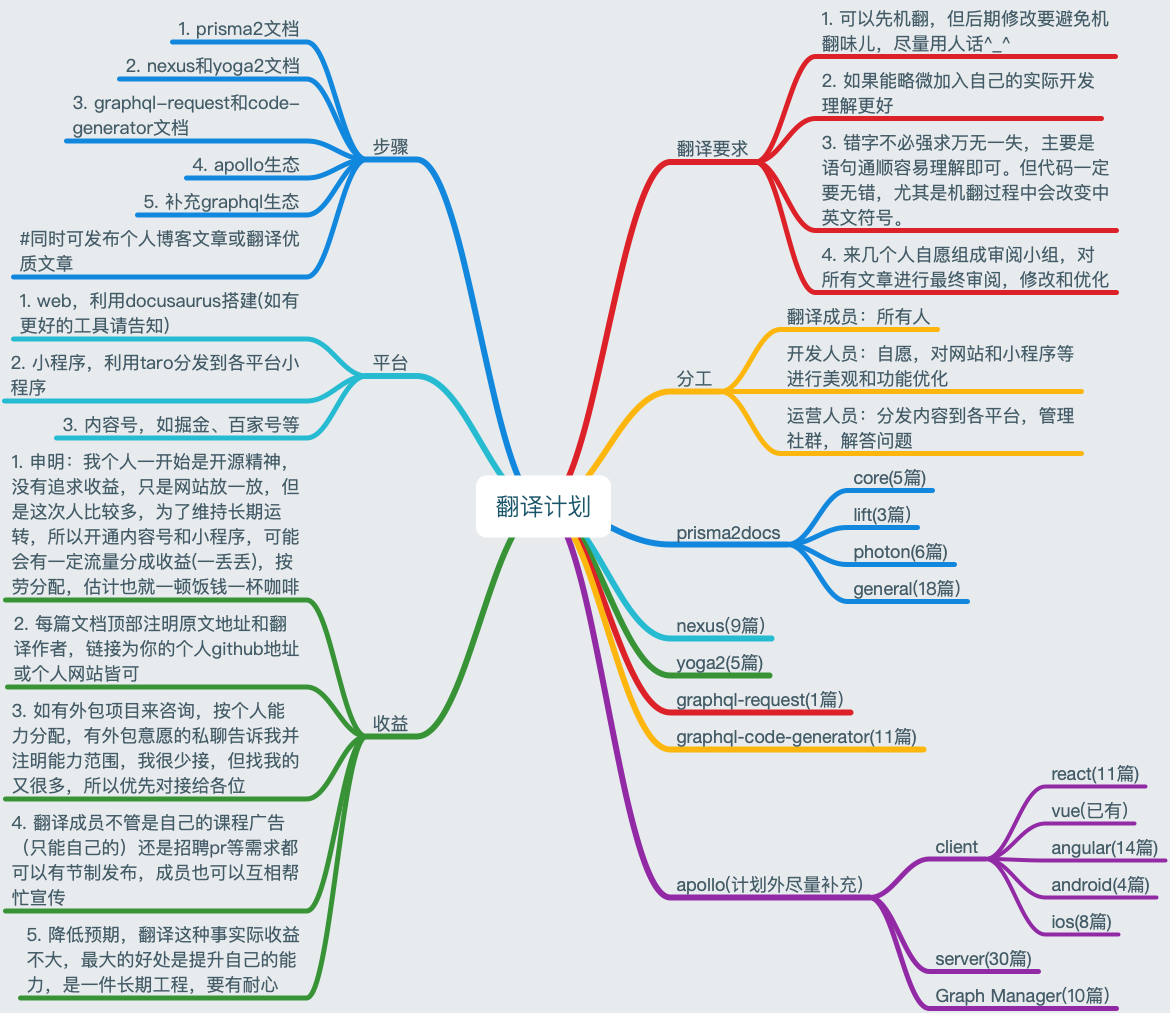 翻译计划
步骤
1. prisma2文档
2. nexus和yoga2文档
3. graphql-request和code-
generator文档
4. apollo生态
5. 补充graphql生态
#同时可发布个人博客文章或翻译优
质文章
平台
1. web，利用docusaurus搭建(如有
更好的工具请告知)
2. 小程序，利用taro分发到各平台小
程序
3. 内容号，如掘金、百家号等
收益
1. 申明：我个人一开始是开源精神，
没有追求收益，只是网站放一放，但
是这次人比较多，为了维持长期运
转，所以开通内容号和小程序，可能
会有一定流量分成收益(一丢丢)，按
劳分配，估计也就一顿饭钱一杯咖啡
2. 每篇文档顶部注明原文地址和翻
译作者，链接为你的个人github地址
或个人网站皆可
3. 如有外包项目来咨询，按个人能
力分配，有外包意愿的私聊告诉我并
注明能力范围，我很少接，但找我的
又很多，所以优先对接给各位
4. 翻译成员不管是自己的课程广告
（只能自己的）还是招聘pr等需求都
可以有节制发布，成员也可以互相帮
忙宣传
5. 降低预期，翻译这种事实际收益
不大，最大的好处是提升自己的能
力，是一件长期工程，要有耐心
翻译要求
1. 可以先机翻，但后期修改要避免机
翻味儿，尽量用人话^_^
2. 如果能略微加入自己的实际开发
理解更好
3. 错字不必强求万无一失，主要是
语句通顺容易理解即可。但代码一定
要无错，尤其是机翻过程中会改变中
英文符号。
4. 来几个人自愿组成审阅小组，对
所有文章进行最终审阅，修改和优化
分工
翻译成员：所有人
开发人员：自愿，对网站和小程序等
进行美观和功能优化
运营人员：分发内容到各平台，管理
社群，解答问题
prisma2docs
core(5篇)
lift(3篇)
photon(6篇)
general(18篇)
nexus(9篇)
yoga2(5篇)
graphql-request(1篇)
graphql-code-generator(11篇)
apollo(计划外尽量补充)
client
react(11篇)
vue(已有)
angular(14篇)
android(4篇)
ios(8篇)
server(30篇)
Graph Manager(10篇)